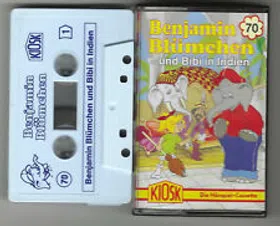 KIOSK
1
Benjamin
Blümchen
Benjamin Blümchen und Bibi in Indien
70
Benjamin
Blümchen
70
und Bibi in Indien
KIOSK
Die Hörspiel-Cassette